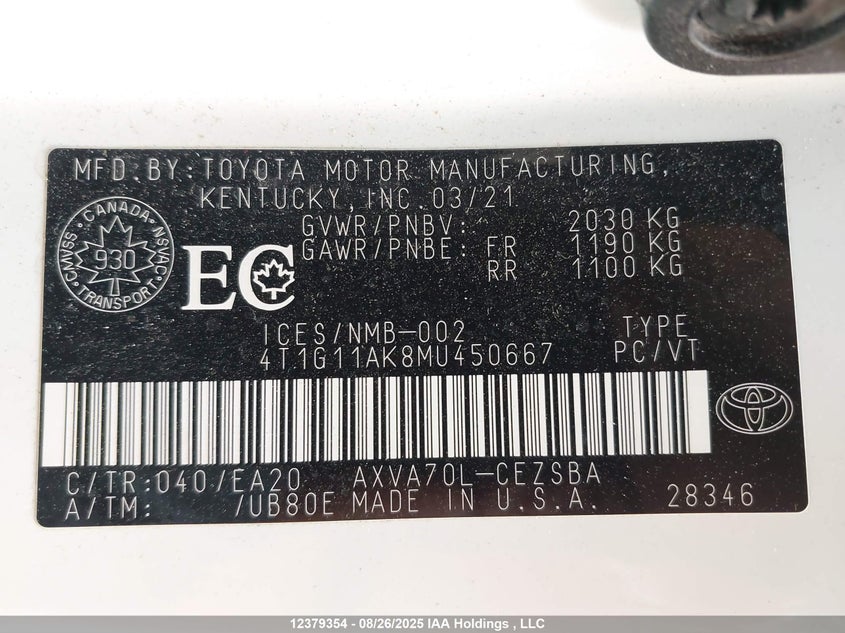 MFD.BY:TOYOTA MOTOR MANUFACTURING,
KENTUCKY,INC.03/21
GVWR/PNBV: 2030 KG
GAWR/PNBE: FR 1190 KG
RR 1100 KG
CANADA
CMVSS NSVAC
930
TRANSPORT
EC
ICES/NMB-002 TYPE
4T1G11AK8MU450667 PC/VT
C/TR:040/EA20 AXVA70L-CEZSBA
A/TM: /UB80E MADE IN U.S.A. 28346
12379354 - 08/26/2025 IAA Holdings , LLC